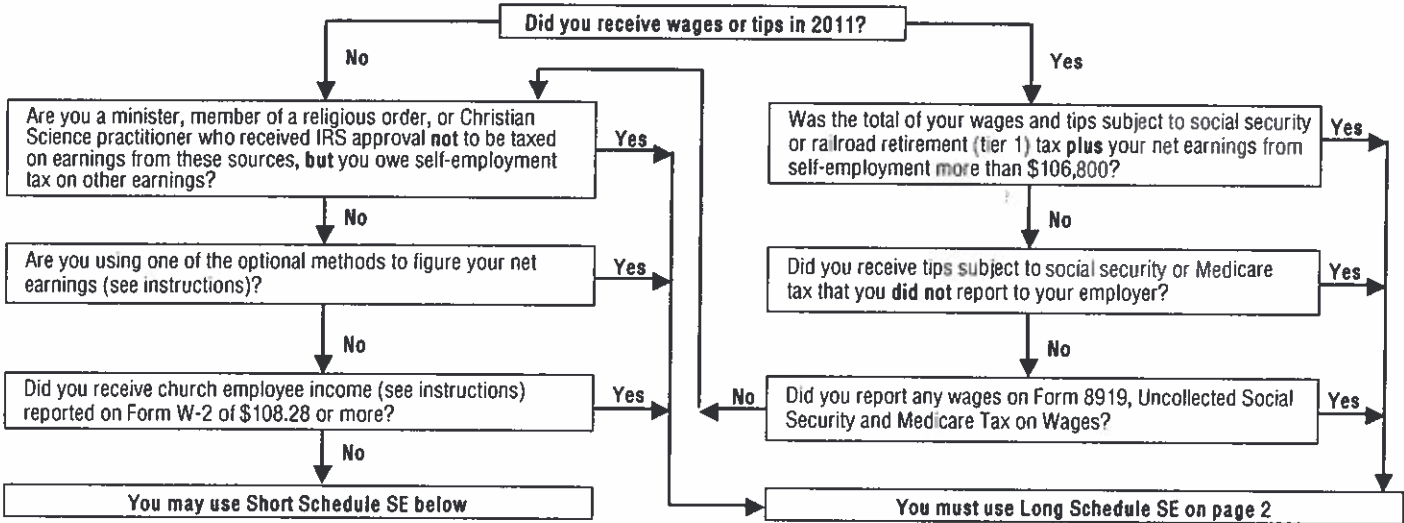 Did you receive wages or tips in 2011?
No
Yes
Are you a minister, member of a religious order, or Christian
Science practitioner who received IRS approval not to be taxed
on earnings from these sources, but you owe self-employment
tax on other earnings?
Yes
No
Are you using one of the optional methods to figure your net
earnings (see instructions)?
Yes
No
Did you receive church employee income (see instructions)
reported on Form W-2 of $108.28 or more?
Yes
No
You may use Short Schedule SE below
Was the total of your wages and tips subject to social security
or railroad retirement (tier 1) tax plus your net earnings from
self-employment more than $106,800?
Yes
No
Did you receive tips subject to social security or Medicare
tax that you did not report to your employer?
Yes
No
Did you report any wages on Form 8919, Uncollected Social
Security and Medicare Tax on Wages?
No
Yes
You must use Long Schedule SE on page 2